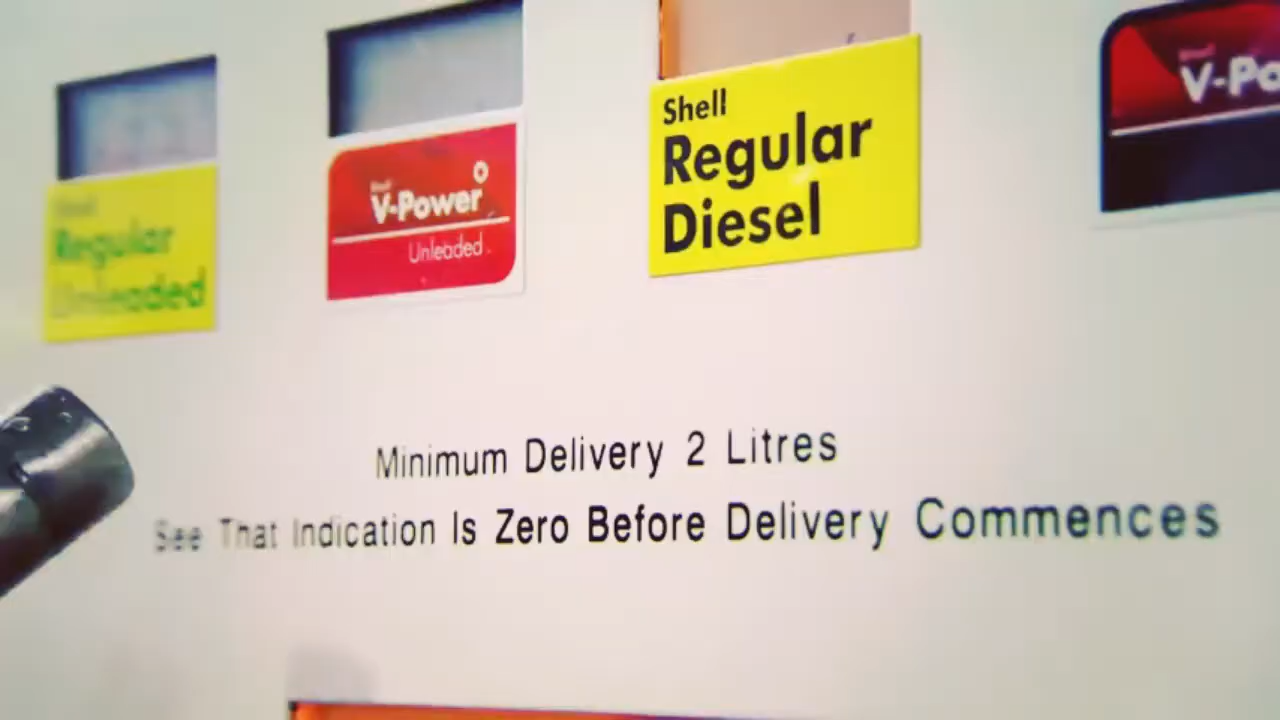 Shell
Regular
Unleaded
Shell
V-Power
Unleaded
Shell
Regular
Diesel
V-Po
Minimum Delivery 2 Litres
See That Indication Is Zero Before Delivery Commences